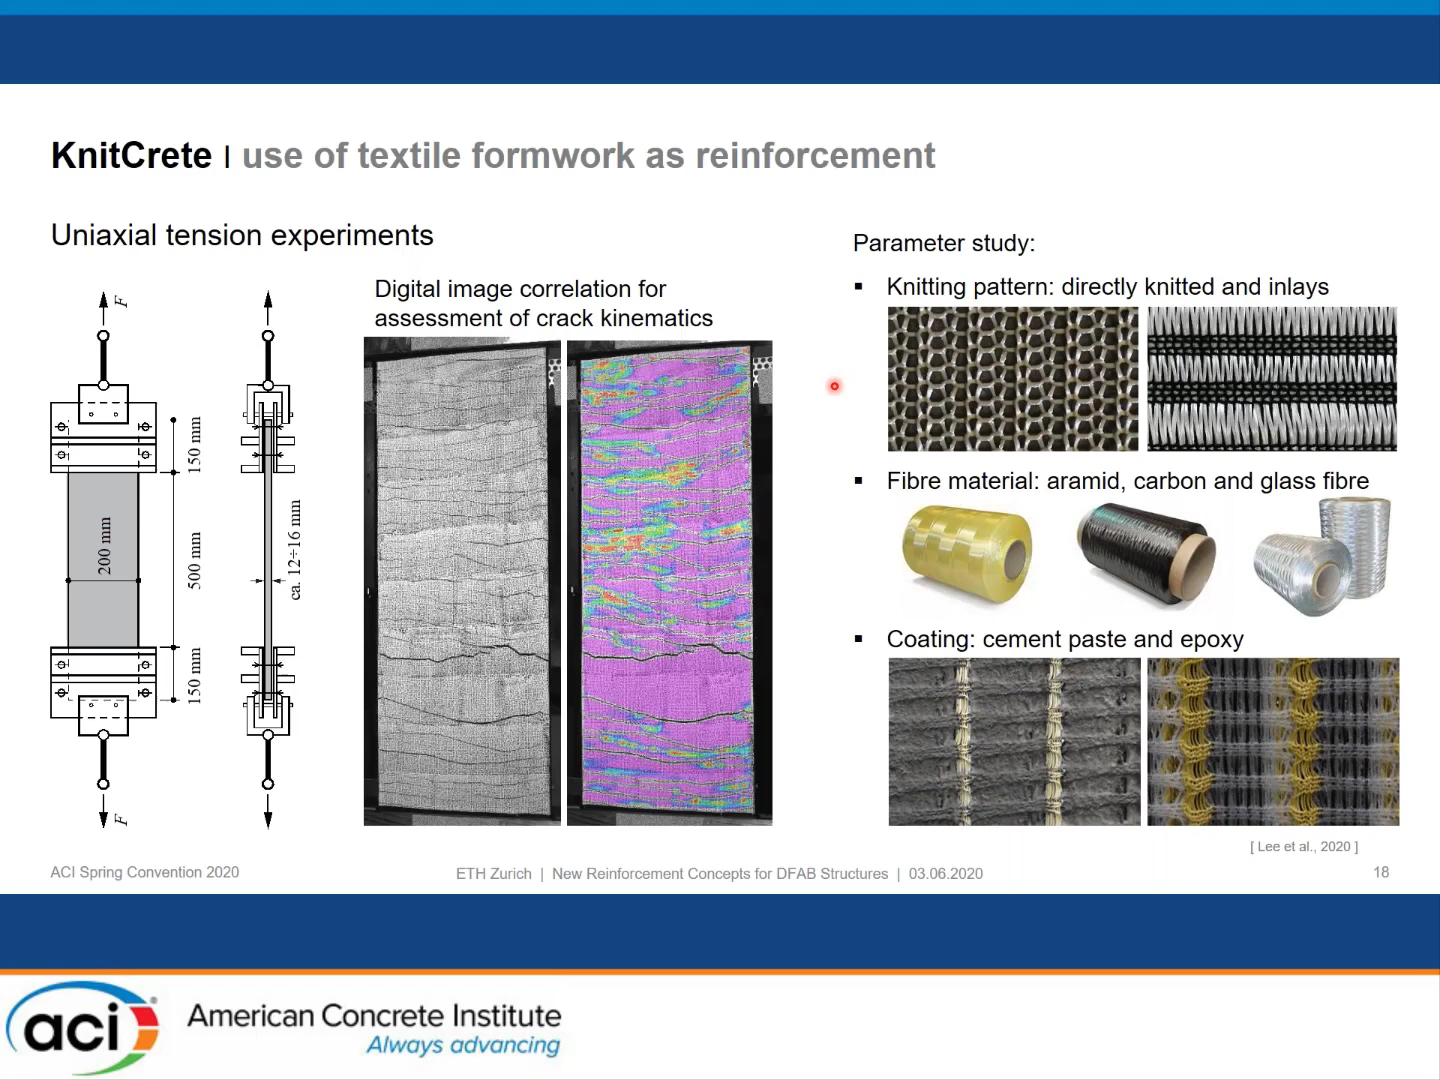 KnitCrete | use of textile formwork as reinforcement
Uniaxial tension experiments
F
F
150 mm
500 mm
150 mm
200 mm
ca. 12÷16 mm
Digital image correlation for
assessment of crack kinematics
Parameter study:
▪ Knitting pattern: directly knitted and inlays
▪ Fibre material: aramid, carbon and glass fibre
▪ Coating: cement paste and epoxy
[ Lee et al., 2020 ]
ACI Spring Convention 2020
ETH Zurich | New Reinforcement Concepts for DFAB Structures | 03.06.2020
18
aci®
American Concrete Institute
Always advancing